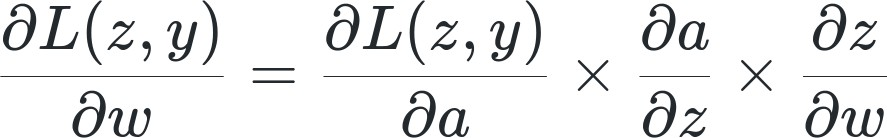 ∂L(z, y)/∂w = ∂L(z, y)/∂a × ∂a/∂z × ∂z/∂w